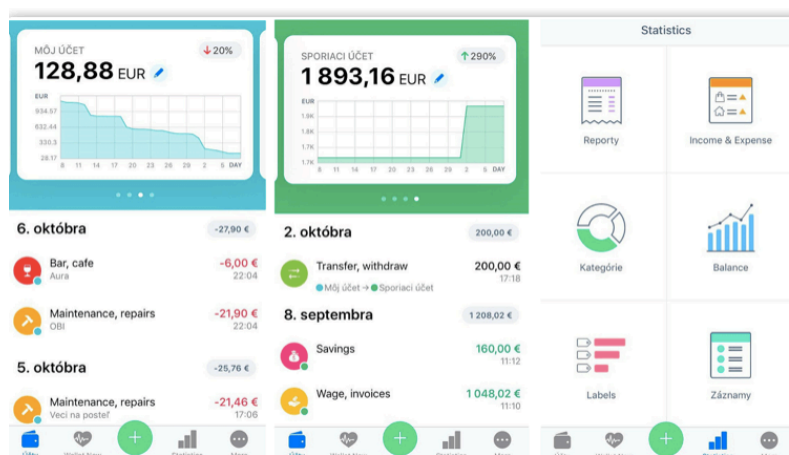 MÔJ ÚČET
↓20%
128,88 EUR
EUR
934.57
632.44
330.3
28.17
8 11 14 17 20 23 26 29 2 5 DAY
6. októbra
-27,90 €
Bar, cafe
-6,00 €
Aura
22:04
Maintenance, repairs
-21,90 €
OBI
22:04
5. októbra
-25,76 €
Maintenance, repairs
-21,46 €
Veci na posteľ
17:06
SPORIACI ÚČET
↑290%
1 893,16 EUR
EUR
1.9K
1.8K
1.8K
1.7K
8 11 14 17 20 23 26 29 2 5 DAY
2. októbra
200,00 €
Transfer, withdraw
200,00 €
17:18
Môj účet → Sporiaci účet
8. septembra
1 208,02 €
Savings
160,00 €
11:12
Wage, invoices
1 048,02 €
11:10
Statistics
Reporty
Income & Expense
Kategórie
Balance
Labels
Záznamy